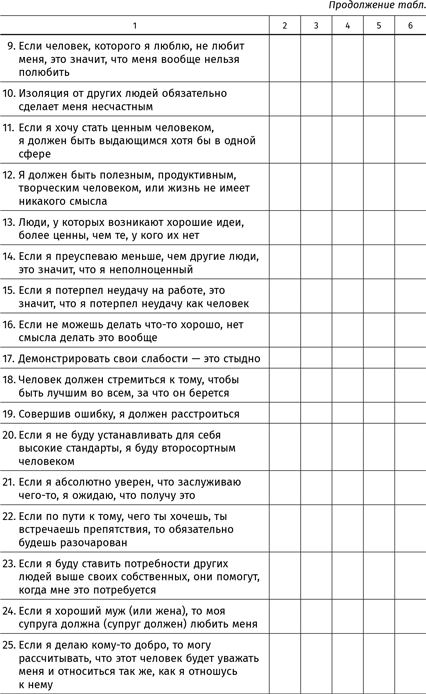 Продолжение табл.
1 2 3 4 5 6
9. Если человек, которого я люблю, не любит
меня, это значит, что меня вообще нельзя
полюбить
10. Изоляция от других людей обязательно
сделает меня несчастным
11. Если я хочу стать ценным человеком,
я должен быть выдающимся хотя бы в одной
сфере
12. Я должен быть полезным, продуктивным,
творческим человеком, или жизнь не имеет
никакого смысла
13. Люди, у которых возникают хорошие идеи,
более ценны, чем те, у кого их нет
14. Если я преуспеваю меньше, чем другие люди,
это значит, что я неполноценный
15. Если я потерпел неудачу на работе, это
значит, что я потерпел неудачу как человек
16. Если не можешь делать что-то хорошо, нет
смысла делать это вообще
17. Демонстрировать свои слабости — это стыдно
18. Человек должен стремиться к тому, чтобы
быть лучшим во всем, за что он берется
19. Совершив ошибку, я должен расстроиться
20. Если я не буду устанавливать для себя
высокие стандарты, я буду второсортным
человеком
21. Если я абсолютно уверен, что заслуживаю
чего-то, я ожидаю, что получу это
22. Если по пути к тому, чего ты хочешь, ты
встречаешь препятствия, то обязательно
будешь разочарован
23. Если я буду ставить потребности других
людей выше своих собственных, они помогут,
когда мне это потребуется
24. Если я хороший муж (или жена), то моя
супруга должна (супруг должен) любить меня
25. Если я делаю кому-то добро, то могу
рассчитывать, что этот человек будет уважать
меня и относиться так же, как я отношусь
к нему